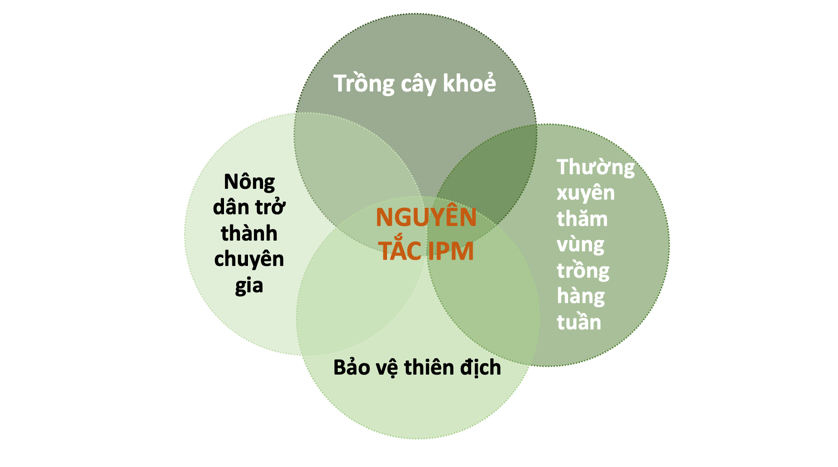 Trồng cây khoẻ
Nông
dân trở
thành
chuyên
gia
NGUYÊN
TẮC IPM
Thường
xuyên
thăm
vùng
trồng
hàng
tuần
Bảo vệ thiên địch